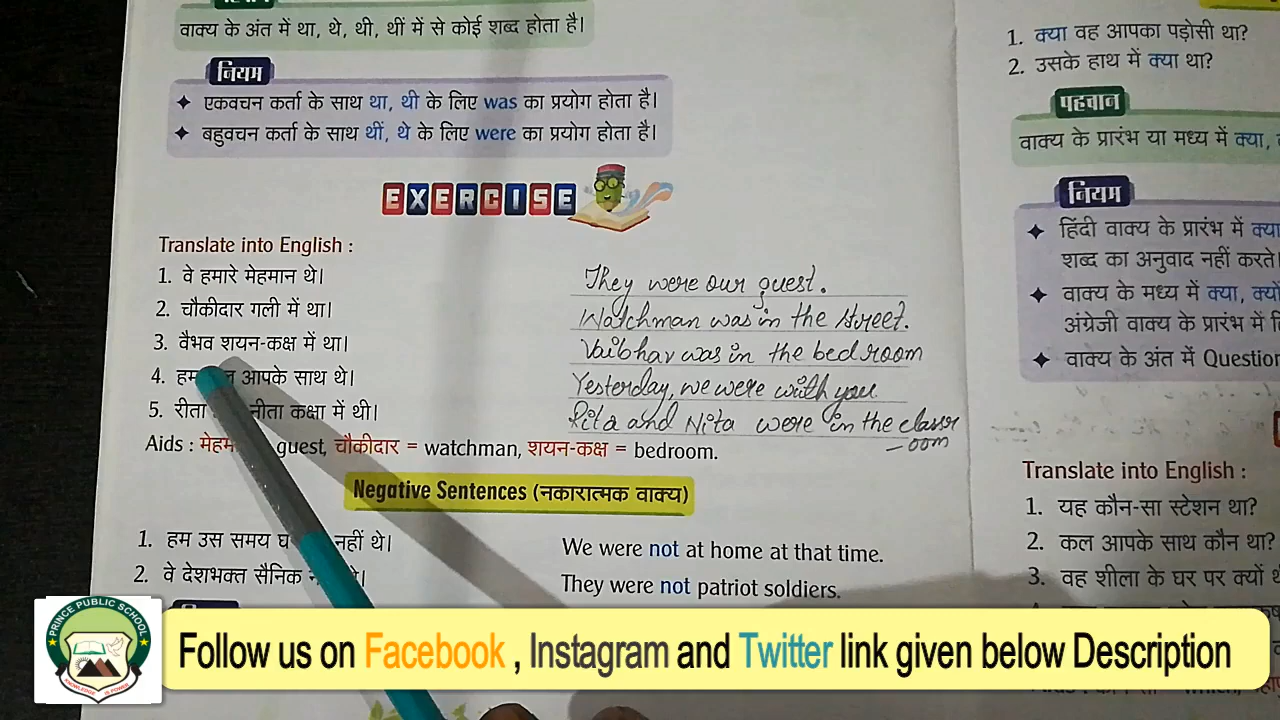 वाक्य के अंत में था, थे, थी, थीं में से कोई शब्द होता है।
नियम
एकवचन कर्ता के साथ था, थी के लिए was का प्रयोग होता है।
बहुवचन कर्ता के साथ थीं, थे के लिए were का प्रयोग होता है।
EXERCISE
Translate into English :
1. वे हमारे मेहमान थे। They were our guest.
2. चौकीदार गली में था। Watchman was in the street.
3. वैभव शयन-कक्ष में था। Vaibhav was in the bedroom
4. आपके साथ थे। Yesterday, we were with you.
5. रीता नीता कक्षा में थी। Rita and Nita were in the classr
–oom
Aids : guest, चौकीदार = watchman, शयन-कक्ष = bedroom.
Negative Sentences (नकारात्मक वाक्य)
1. हम उस समय नहीं थे। We were not at home at that time.
2. वे देशभक्त सैनिक They were not patriot soldiers.
1. क्या वह आपका पड़ोसी था?
2. उसके हाथ में क्या था?
पहचान
वाक्य के प्रारंभ या मध्य में क्या,
नियम
हिंदी वाक्य के प्रारंभ में क्या
शब्द का अनुवाद नहीं करते।
वाक्य के मध्य में क्या,
अंग्रेजी वाक्य के प्रारंभ में
वाक्य के अंत में Question
Translate into English :
1. यह कौन-सा स्टेशन था?
2. कल आपके साथ कौन था?
3. वह शीला के घर पर क्यों
PRINCE PUBLIC SCHOOL
KNOWLEDGE IS POWER
Follow us on Facebook , Instagram and Twitter link given below Description